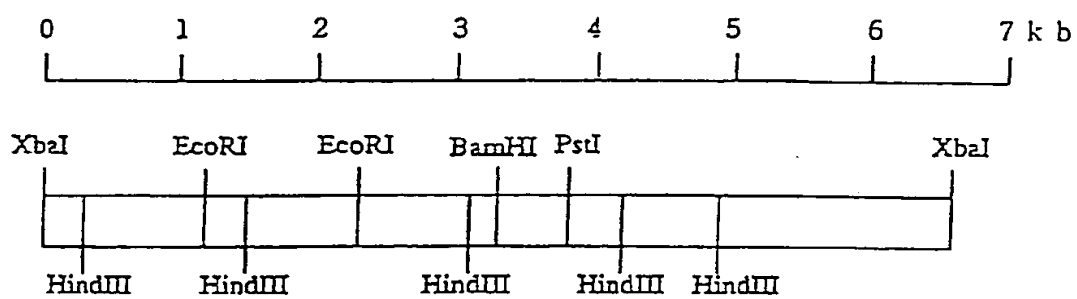 0 1 2 3 4 5 6 7 k b
XbaI EcoRI EcoRI BamHI PstI XbaI
HindIII HindIII HindIII HindIII HindIII